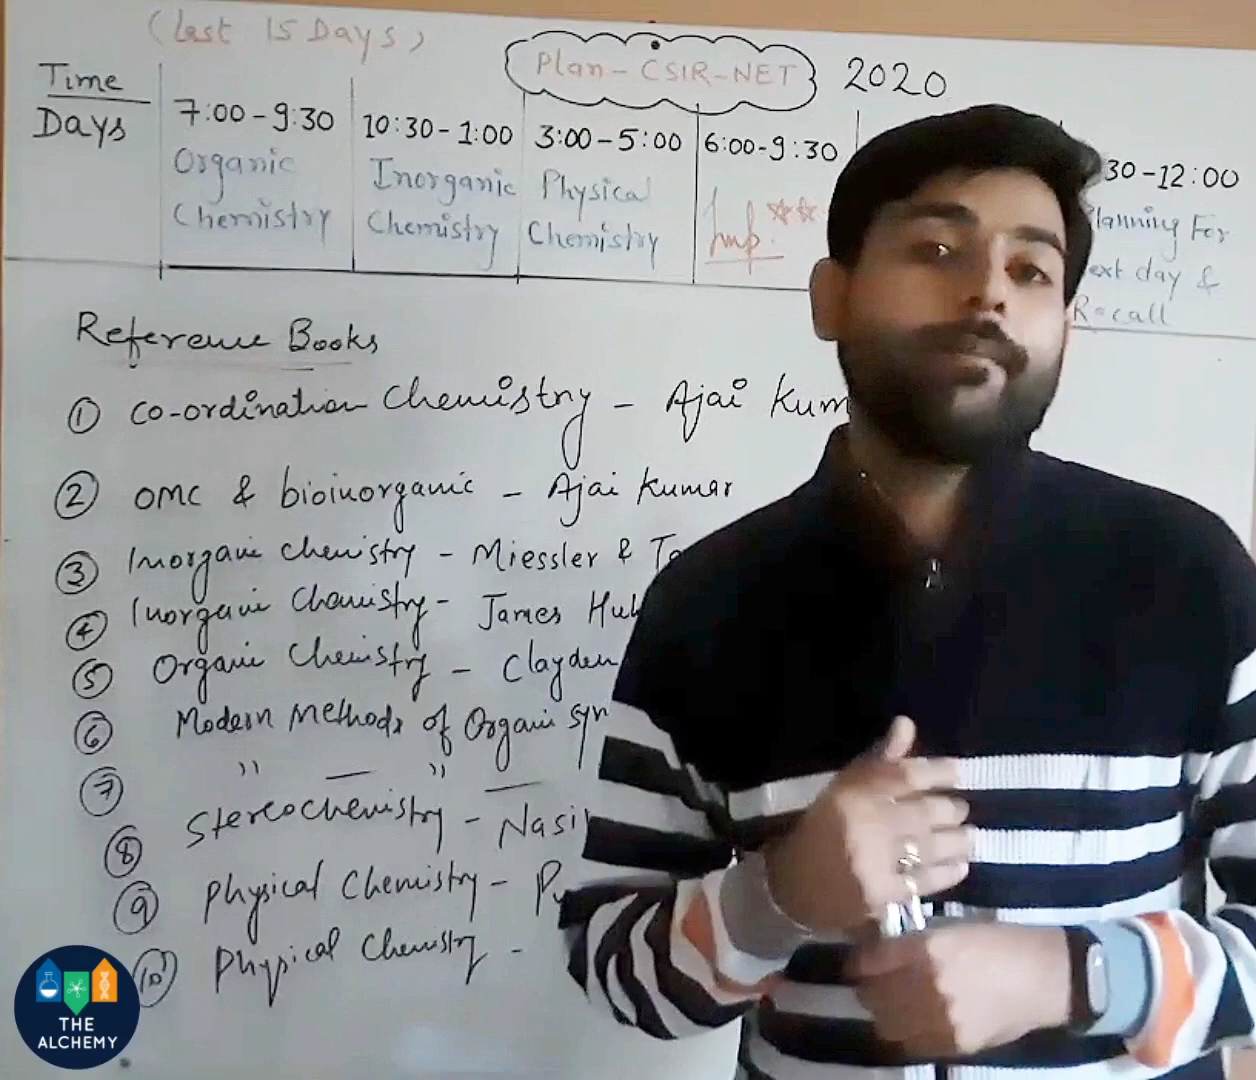 (Last 15 Days)
Plan-CSIR-NET 2020
Time
Days
7:00-9:30
Organic
Chemistry
10:30-1:00
Inorganic
Chemistry
3:00-5:00
Physical
Chemistry
6:00-9:30
Imp.
30-12:00
Planning For
ext day &
Recall
Reference Books
① Co-ordination Chemistry - Ajai Kum
② OMC & bioinorganic - Ajai Kumar
③ Inorganic chemistry - Miessler & Ta
④ Inorganic Chemistry - James Huh
⑤ Organic Chemistry - Clayden
⑥ Modern Methods of Organic Syn
⑦ " — " —
⑧ Stereochemistry - Nasi
⑨ Physical Chemistry - Pu
⑩ Physical Chemistry -
THE
ALCHEMY